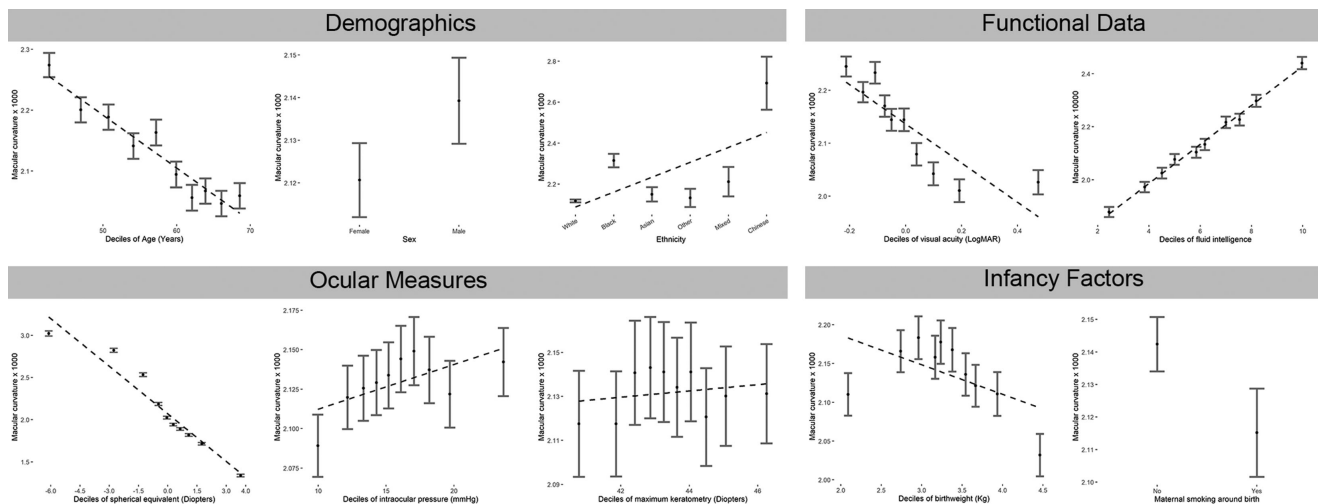 Demographics
Functional Data
Macular curvature x 1000
2.3
2.2
2.1
50
60
70
Deciles of Age (Years)
Macular curvature x 1000
2.15
2.14
2.13
2.12
Female
Male
Sex
Macular curvature x 1000
2.8
2.6
2.4
2.2
White
Black
Asian
Other
Mixed
Chinese
Ethnicity
Macular curvature x 1000
2.2
2.1
2.0
-0.2
0.0
0.2
0.4
0.6
Deciles of visual acuity (LogMAR)
Macular curvature x 10000
2.4
2.3
2.2
2.1
2.0
2
4
6
8
10
Deciles of fluid intelligence
Ocular Measures
Infancy Factors
Macular curvature x 1000
3.0
2.5
2.0
1.5
-6.0
-4.0
-2.0
0.0
2.0
4.0
Deciles of spherical equivalent (Diopters)
Macular curvature x 1000
2.175
2.150
2.125
2.100
2.075
10
15
20
Deciles of intraocular pressure (mmHg)
Macular curvature x 1000
2.17
2.15
2.13
2.11
2.09
42
44
46
Deciles of maximum keratometry (Diopters)
Macular curvature x 1000
2.20
2.15
2.10
2.05
2.00
2.0
2.5
3.0
3.5
4.0
4.5
Deciles of birthweight (Kg)
Macular curvature x 1000
2.15
2.14
2.13
2.12
2.11
2.10
No
Yes
Maternal smoking around birth